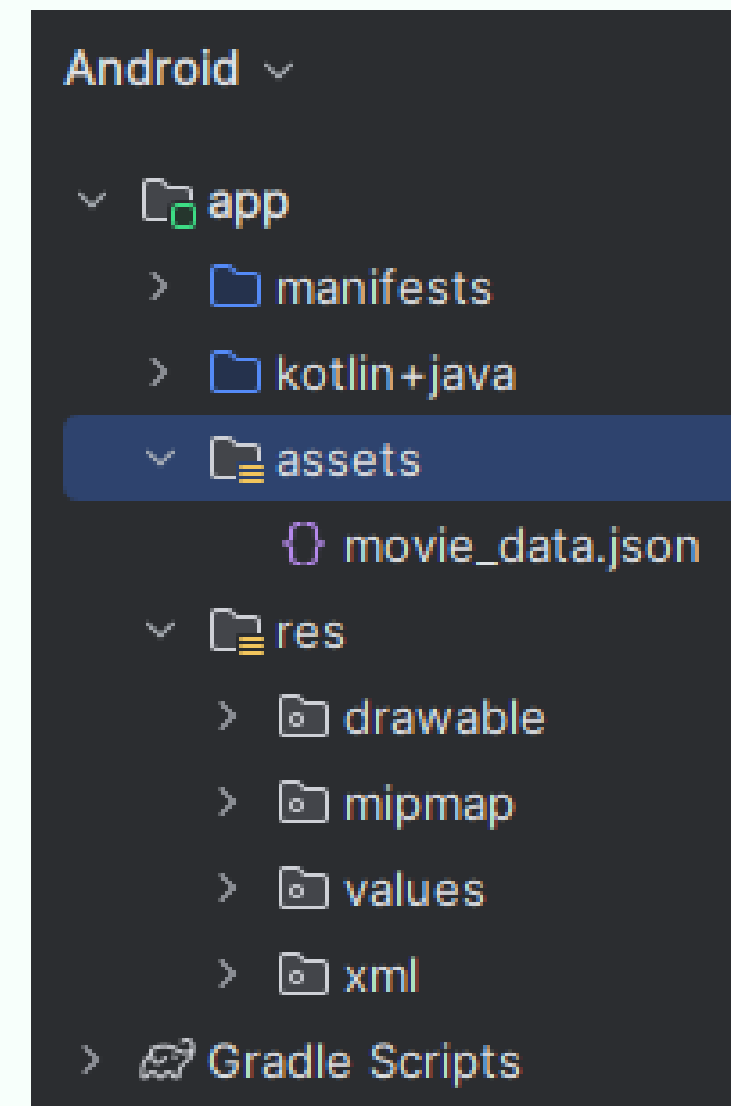 Android
app
manifests
kotlin+java
assets
movie_data.json
res
drawable
mipmap
values
xml
Gradle Scripts